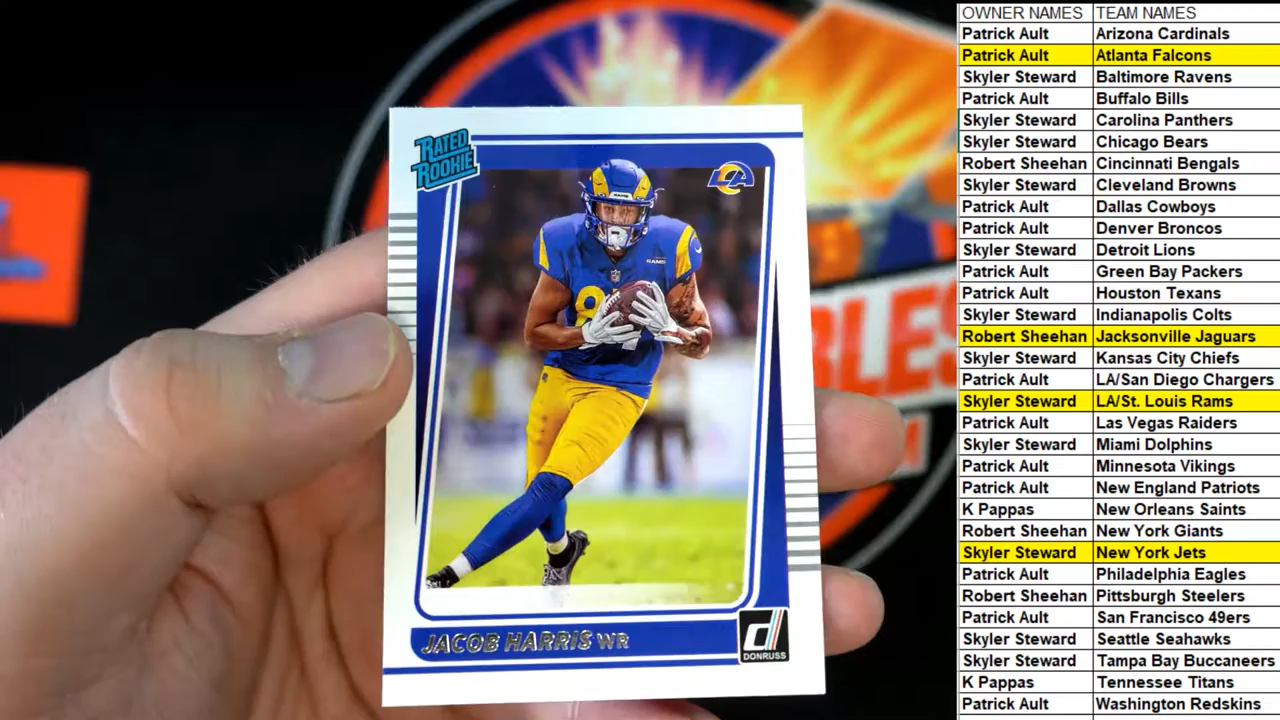 RATED
ROOKIE
JACOB HARRIS WR
DONRUSS
OWNER NAMES TEAM NAMES
Patrick Ault Arizona Cardinals
Patrick Ault Atlanta Falcons
Skyler Steward Baltimore Ravens
Patrick Ault Buffalo Bills
Skyler Steward Carolina Panthers
Skyler Steward Chicago Bears
Robert Sheehan Cincinnati Bengals
Skyler Steward Cleveland Browns
Patrick Ault Dallas Cowboys
Patrick Ault Denver Broncos
Skyler Steward Detroit Lions
Patrick Ault Green Bay Packers
Patrick Ault Houston Texans
Skyler Steward Indianapolis Colts
Robert Sheehan Jacksonville Jaguars
Skyler Steward Kansas City Chiefs
Patrick Ault LA/San Diego Chargers
Skyler Steward LA/St. Louis Rams
Patrick Ault Las Vegas Raiders
Skyler Steward Miami Dolphins
Patrick Ault Minnesota Vikings
Patrick Ault New England Patriots
K Pappas New Orleans Saints
Robert Sheehan New York Giants
Skyler Steward New York Jets
Patrick Ault Philadelphia Eagles
Robert Sheehan Pittsburgh Steelers
Patrick Ault San Francisco 49ers
Skyler Steward Seattle Seahawks
Skyler Steward Tampa Bay Buccaneers
K Pappas Tennessee Titans
Patrick Ault Washington Redskins